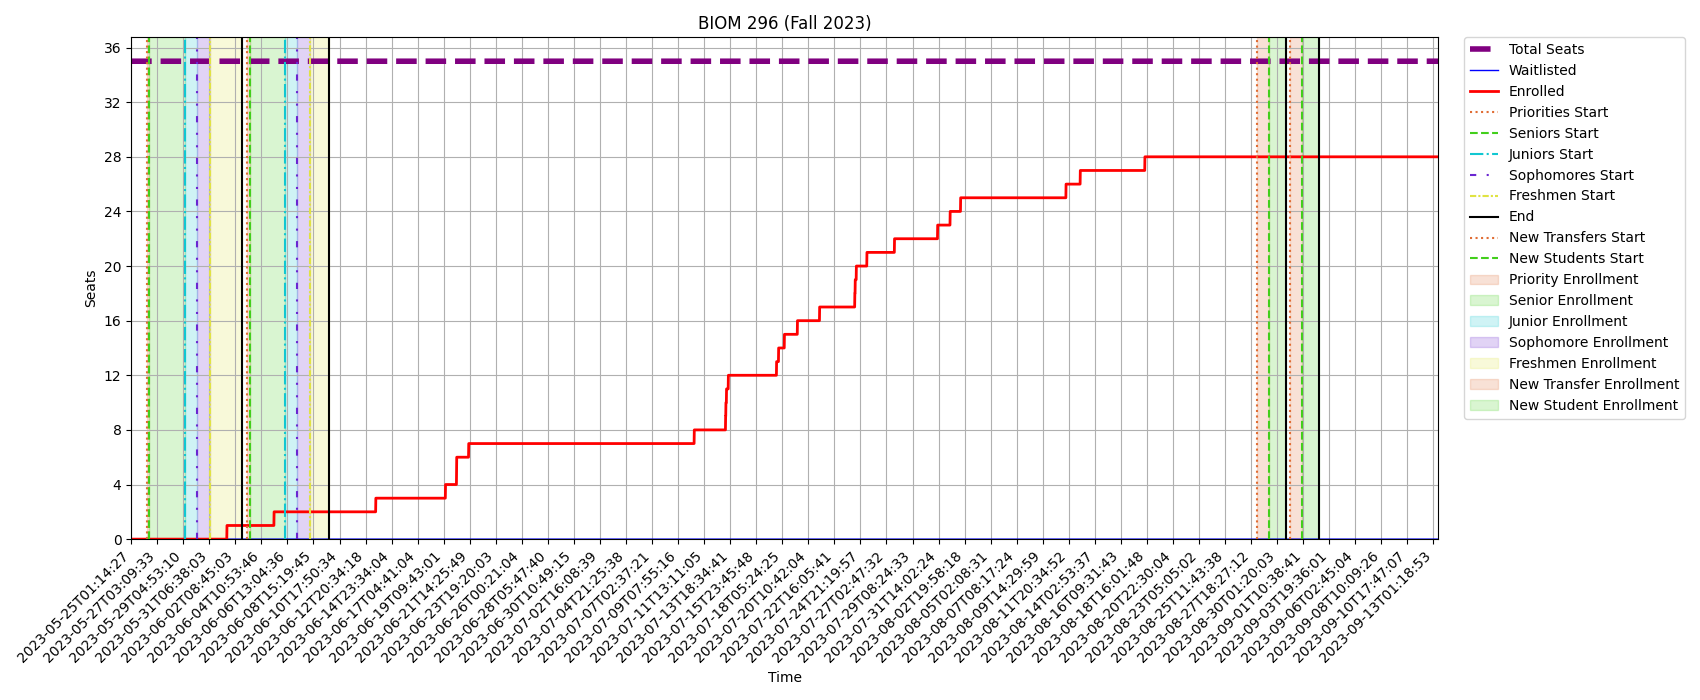 BIOM 296 (Fall 2023)
Seats
36
32
28
24
20
16
12
8
4
0
2023-05-25T01:14:27
2023-05-27T03:09:33
2023-05-29T04:53:10
2023-05-31T06:38:03
2023-06-02T08:45:03
2023-06-04T10:53:46
2023-06-06T13:04:36
2023-06-08T15:19:45
2023-06-10T17:50:34
2023-06-12T20:34:18
2023-06-14T23:34:04
2023-06-17T04:41:04
2023-06-19T09:43:01
2023-06-21T14:25:49
2023-06-23T19:20:03
2023-06-26T00:21:04
2023-06-28T05:47:40
2023-06-30T10:49:15
2023-07-02T16:08:39
2023-07-04T21:25:38
2023-07-07T02:37:21
2023-07-09T07:55:16
2023-07-11T13:11:05
2023-07-13T18:34:41
2023-07-15T23:45:48
2023-07-18T05:24:25
2023-07-20T10:42:04
2023-07-22T16:05:41
2023-07-24T21:19:57
2023-07-27T02:47:32
2023-07-29T08:24:33
2023-07-31T14:02:24
2023-08-02T19:58:18
2023-08-05T02:08:31
2023-08-07T08:17:24
2023-08-09T14:29:59
2023-08-11T20:34:52
2023-08-14T02:53:37
2023-08-16T09:31:43
2023-08-18T16:01:48
2023-08-20T22:30:04
2023-08-23T05:05:02
2023-08-25T11:43:38
2023-08-27T18:27:12
2023-08-30T01:20:03
2023-09-01T10:38:41
2023-09-03T19:36:01
2023-09-06T02:45:04
2023-09-08T10:09:26
2023-09-10T17:47:07
2023-09-13T01:18:53
Time
Total Seats
Waitlisted
Enrolled
Priorities Start
Seniors Start
Juniors Start
Sophomores Start
Freshmen Start
End
New Transfers Start
New Students Start
Priority Enrollment
Senior Enrollment
Junior Enrollment
Sophomore Enrollment
Freshmen Enrollment
New Transfer Enrollment
New Student Enrollment